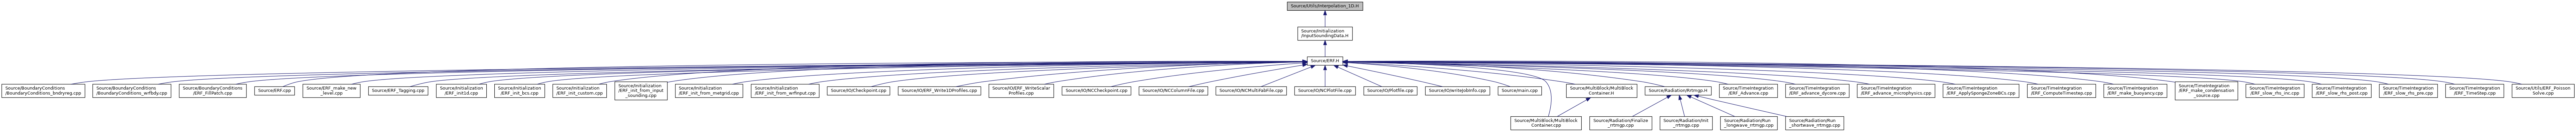 Source/Utils/Interpolation_1D.H
Source/Initialization
/InputSoundingData.H
Source/ERF.H
Source/BoundaryConditions
/BoundaryConditions_bndryreg.cpp
Source/BoundaryConditions
/BoundaryConditions_wrfbdy.cpp
Source/BoundaryConditions
/ERF_FillPatch.cpp
Source/ERF.cpp
Source/ERF_make_new
_level.cpp
Source/ERF_Tagging.cpp
Source/Initialization
/ERF_init1d.cpp
Source/Initialization
/ERF_init_bcs.cpp
Source/Initialization
/ERF_init_custom.cpp
Source/Initialization
/ERF_init_from_input
_sounding.cpp
Source/Initialization
/ERF_init_from_metgrid.cpp
Source/Initialization
/ERF_init_from_wrfinput.cpp
Source/IO/Checkpoint.cpp
Source/IO/ERF_Write1DProfiles.cpp
Source/IO/ERF_WriteScalar
Profiles.cpp
Source/IO/NCCheckpoint.cpp
Source/IO/NCColumnFile.cpp
Source/IO/NCMultiFabFile.cpp
Source/IO/NCPlotFile.cpp
Source/IO/Plotfile.cpp
Source/IO/writeJobInfo.cpp
Source/main.cpp
Source/MultiBlock/MultiBlock
Container.H
Source/Radiation/Rrtmgp.H
Source/TimeIntegration
/ERF_Advance.cpp
Source/TimeIntegration
/ERF_advance_dycore.cpp
Source/TimeIntegration
/ERF_advance_microphysics.cpp
Source/TimeIntegration
/ERF_ApplySpongeZoneBCs.cpp
Source/TimeIntegration
/ERF_ComputeTimestep.cpp
Source/TimeIntegration
/ERF_make_buoyancy.cpp
Source/TimeIntegration
/ERF_make_condensation
_source.cpp
Source/TimeIntegration
/ERF_slow_rhs_inc.cpp
Source/TimeIntegration
/ERF_slow_rhs_post.cpp
Source/TimeIntegration
/ERF_slow_rhs_pre.cpp
Source/TimeIntegration
/ERF_TimeStep.cpp
Source/Utils/ERF_Poisson
Solve.cpp
Source/MultiBlock/MultiBlock
Container.cpp
Source/Radiation/Finalize
_rrtmgp.cpp
Source/Radiation/Init
_rrtmgp.cpp
Source/Radiation/Run
_longwave_rrtmgp.cpp
Source/Radiation/Run
_shortwave_rrtmgp.cpp